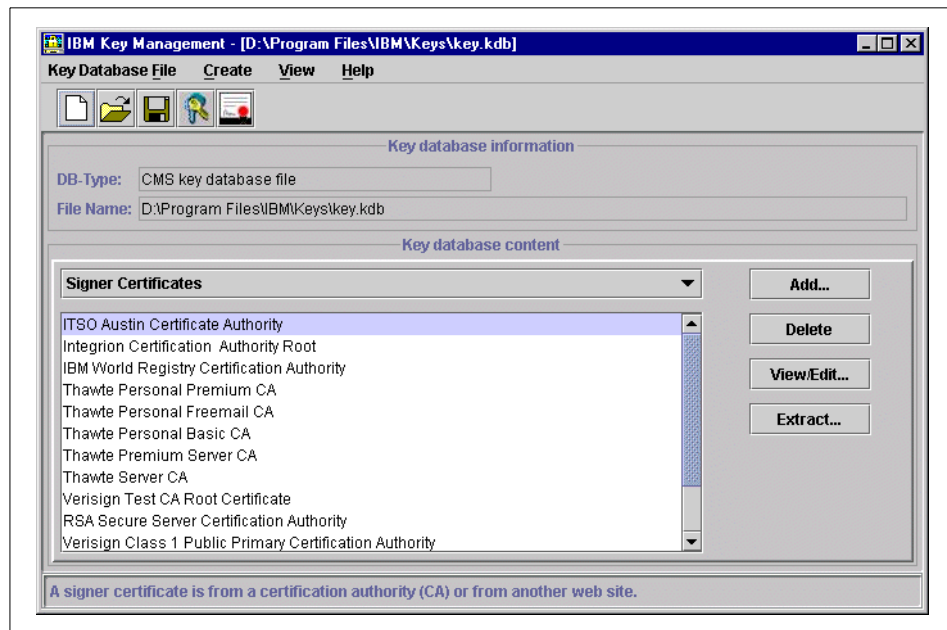 IBM Key Management - [D:\Program Files\IBM\Keys\key.kdb]
Key Database File Create View Help
Key database information
DB-Type: CMS key database file
File Name: D:\Program Files\IBM\Keys\key.kdb
Key database content
Signer Certificates
Add...
ITSO Austin Certificate Authority
Delete
Integrion Certification Authority Root
IBM World Registry Certification Authority
View/Edit...
Thawte Personal Premium CA
Thawte Personal Freemail CA
Extract...
Thawte Personal Basic CA
Thawte Premium Server CA
Thawte Server CA
Verisign Test CA Root Certificate
RSA Secure Server Certification Authority
Verisign Class 1 Public Primary Certification Authority
A signer certificate is from a certification authority (CA) or from another web site.